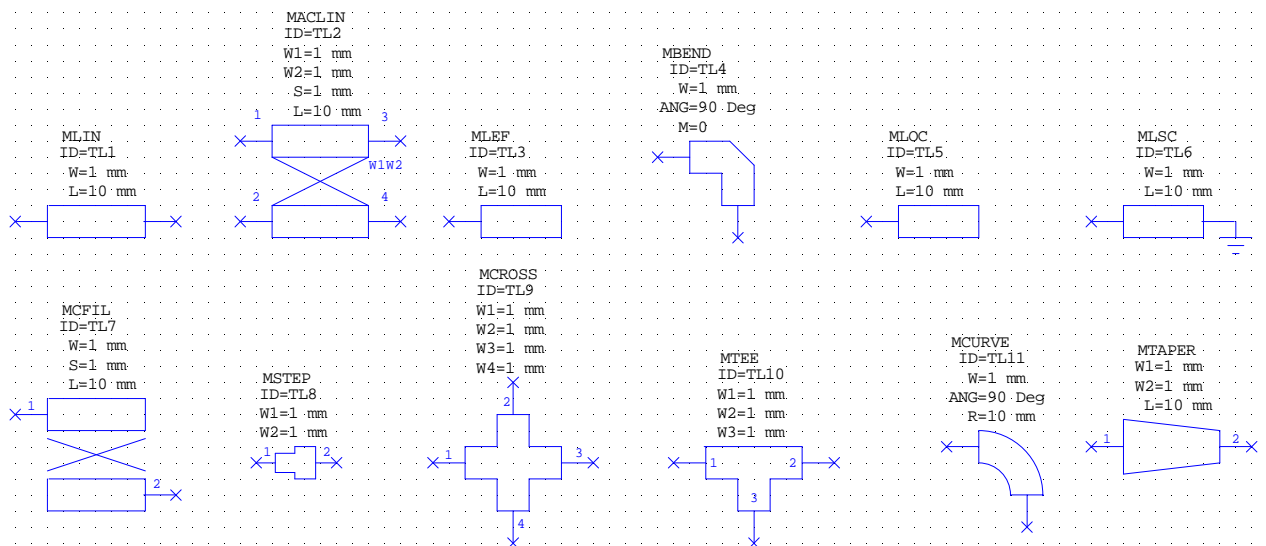 MLIN
ID=TL1
W=1 mm
L=10 mm
MACLIN
ID=TL2
W1=1 mm
W2=1 mm
S=1 mm
L=10 mm
1
3
W1W2
2
4
MLEF
ID=TL3
W=1 mm
L=10 mm
MBEND
ID=TL4
W=1 mm
ANG=90 Deg
M=0
MLOC
ID=TL5
W=1 mm
L=10 mm
MLSC
ID=TL6
W=1 mm
L=10 mm
MCFIL
ID=TL7
W=1 mm
S=1 mm
L=10 mm
1
2
MSTEP
ID=TL8
W1=1 mm
W2=1 mm
1
2
MCROSS
ID=TL9
W1=1 mm
W2=1 mm
W3=1 mm
W4=1 mm
2
1
3
4
MTEE
ID=TL10
W1=1 mm
W2=1 mm
W3=1 mm
1
2
3
MCURVE
ID=TL11
W=1 mm
ANG=90 Deg
R=10 mm
MTAPER
W1=1 mm
W2=1 mm
L=10 mm
1
2